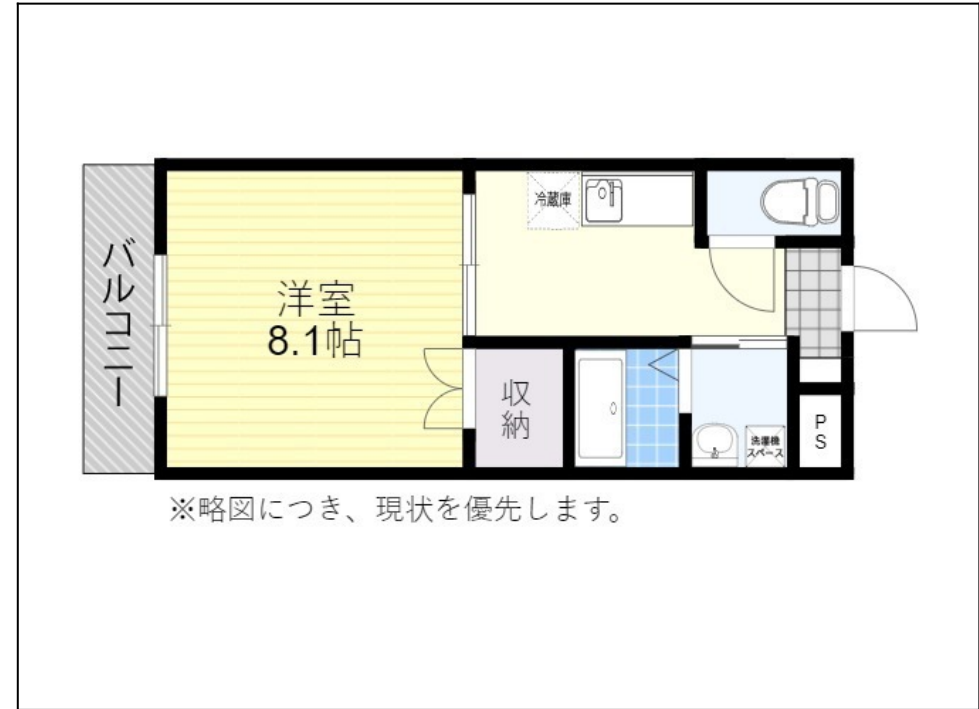 冷蔵庫
バルコニー
洋室
8.1帖
収納
洗濯機
スペース
PS
※略図につき、現状を優先します。